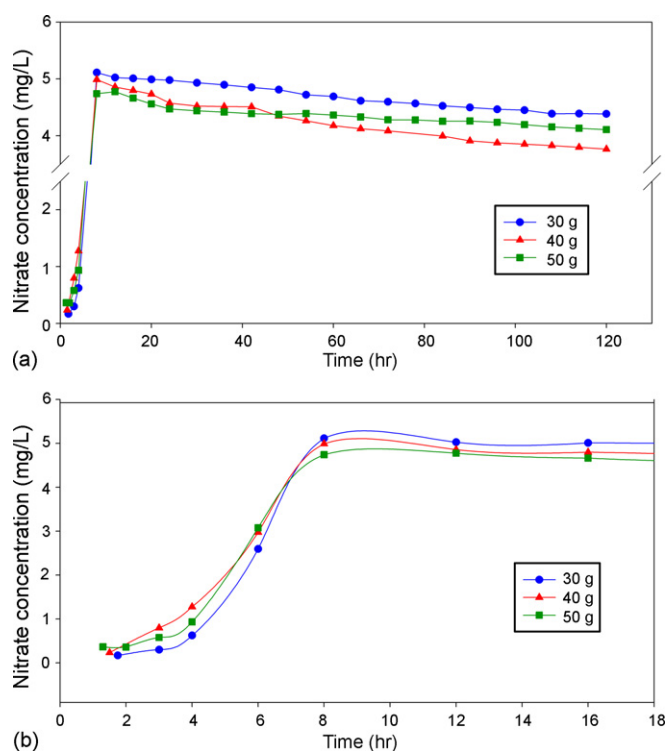 6
5
4
2
1
0
Nitrate concentration (mg/L)
30 g
40 g
50 g
0 20 40 60 80 100 120
(a)
Time (hr)
6
5
4
3
2
1
0
Nitrate concentration (mg/L)
30 g
40 g
50 g
0 2 4 6 8 10 12 14 16 18
(b)
Time (hr)